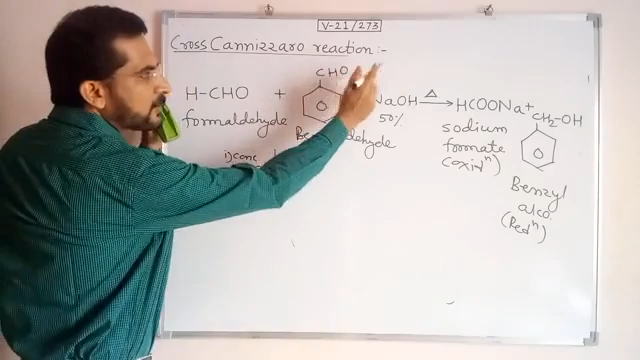 V-21/273
Cross Cannizzaro reaction:-
H-CHO + CHO NaOH △ → HCOONa + CH₂-OH
formaldehyde 50%
sodium
formate
(oxidⁿ)
Benzyl
alco.
(Redⁿ)
i) conc